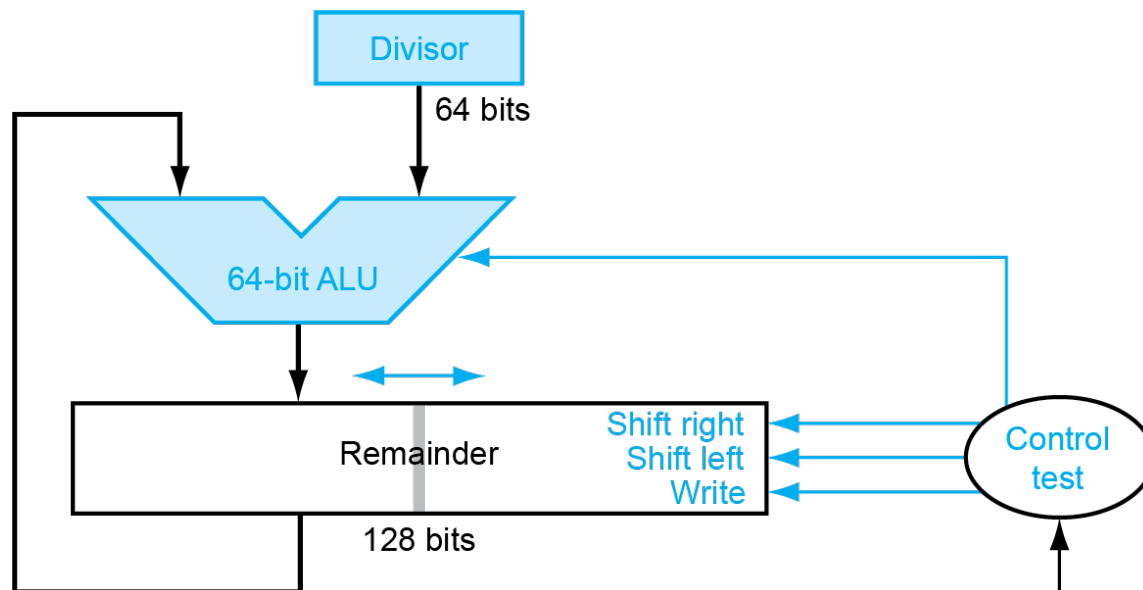 Divisor
64 bits
64-bit ALU
Remainder
Shift right
Shift left
Write
Control
test
128 bits